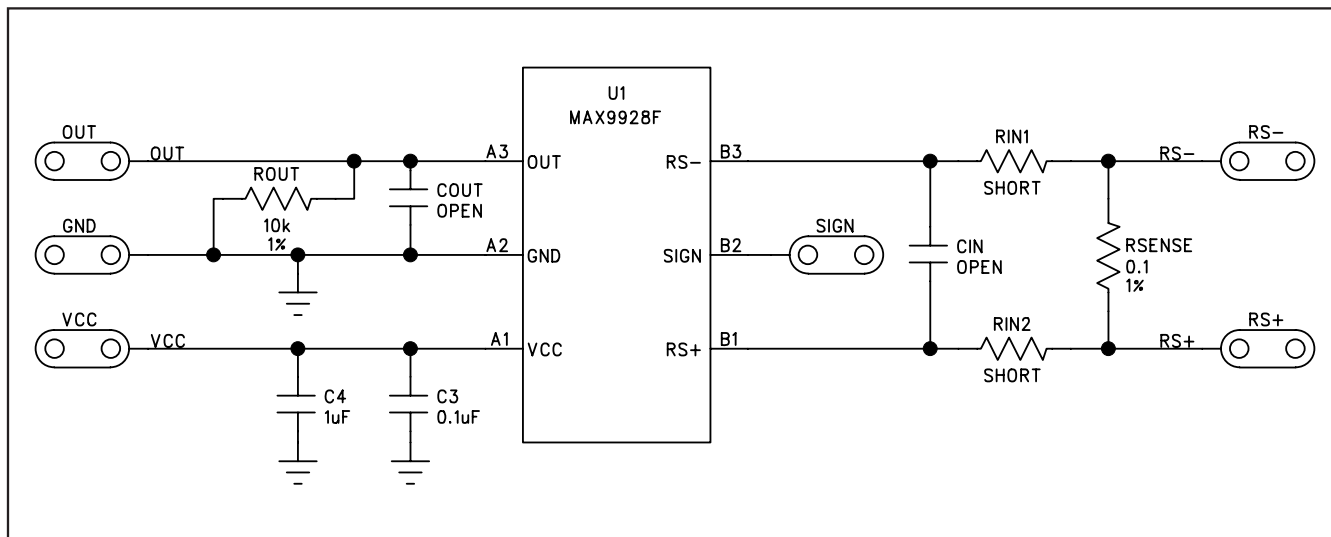 U1
MAX9928F
OUT
OUT
ROUT
10k
1%
COUT
OPEN
A3
OUT
GND
A2
GND
VCC
VCC
A1
VCC
C4
1uF
C3
0.1uF
RS-
B3
SIGN
B2
SIGN
RS+
B1
CIN
OPEN
RIN1
SHORT
RIN2
SHORT
RSENSE
0.1
1%
RS-
RS-
RS+
RS+